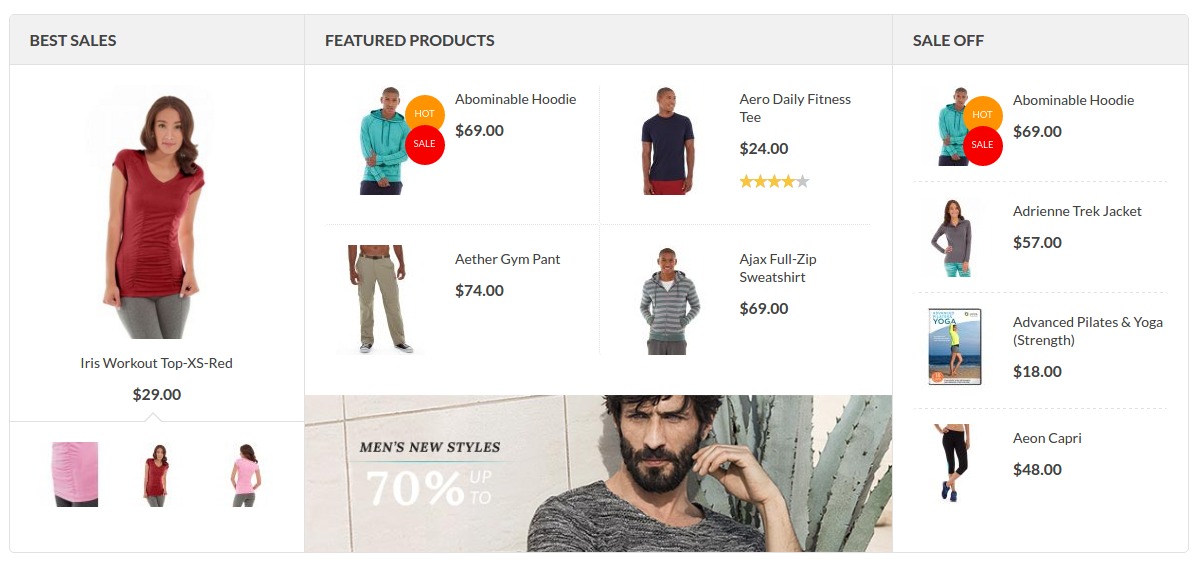 BEST SALES
Iris Workout Top-XS-Red
$29.00
FEATURED PRODUCTS
HOT
SALE
Abominable Hoodie
$69.00
Aero Daily Fitness
Tee
$24.00
Aether Gym Pant
$74.00
Ajax Full-Zip
Sweatshirt
$69.00
MEN'S NEW STYLES
70% UP
TO
SALE OFF
HOT
SALE
Abominable Hoodie
$69.00
Adrienne Trek Jacket
$57.00
ADVANCED
PILATES
YOGA
Advanced Pilates & Yoga
(Strength)
$18.00
Aeon Capri
$48.00